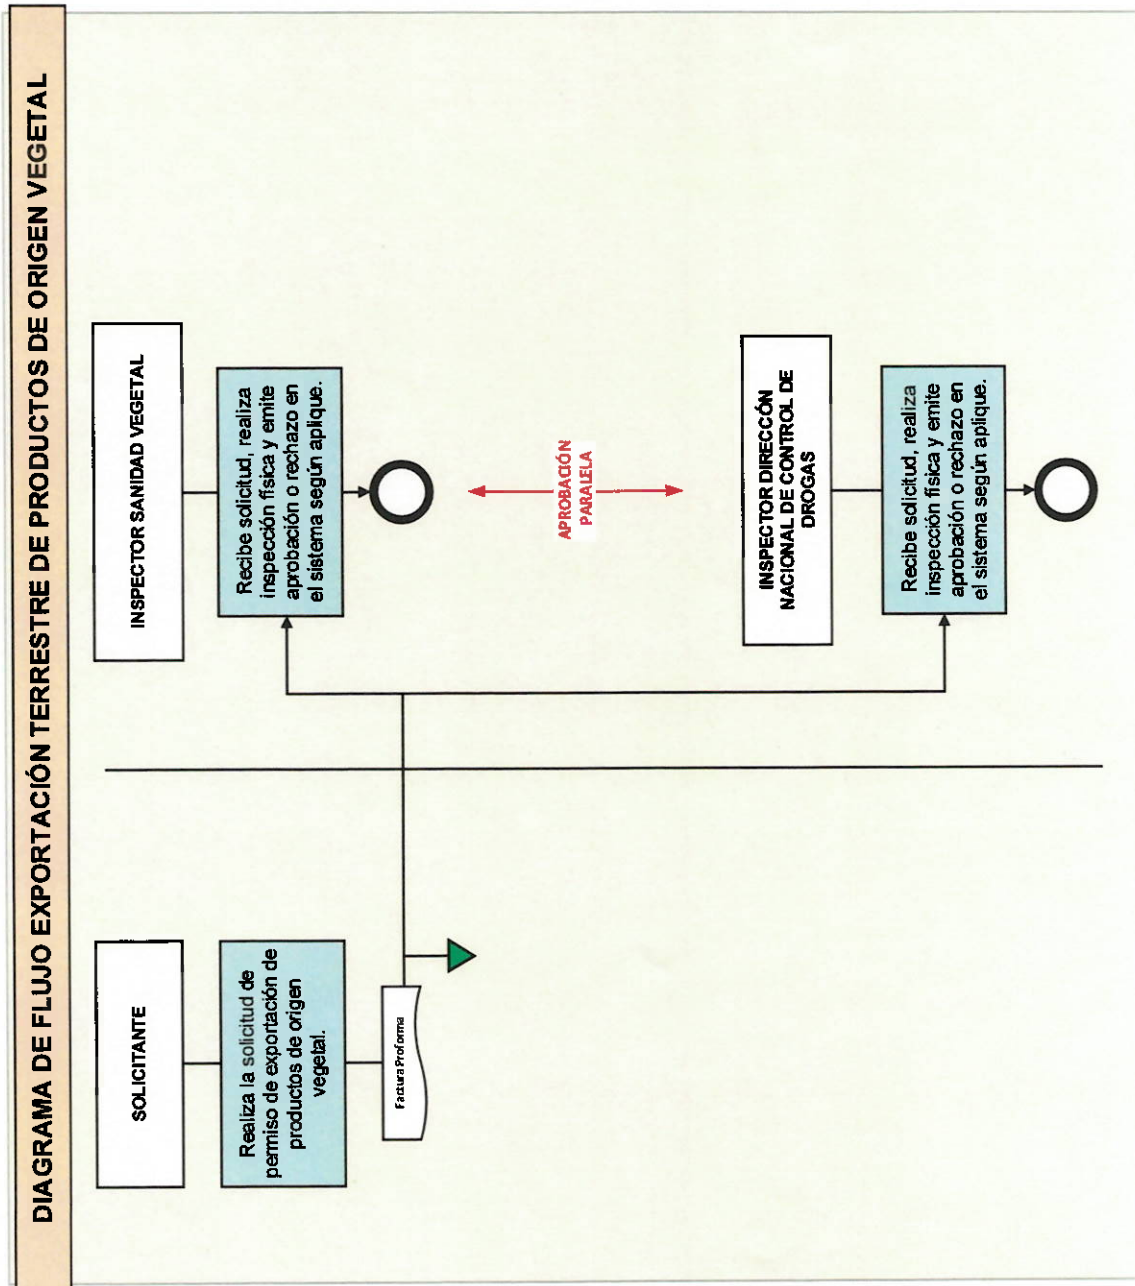 DIAGRAMA DE FLUJO EXPORTACIÓN TERRESTRE DE PRODUCTOS DE ORIGEN VEGETAL
SOLICITANTE
Realiza la solicitud de
permiso de exportación de
productos de origen
vegetal.
Factura Proforma
INSPECTOR SANIDAD VEGETAL
Recibe solicitud, realiza
inspección física y emite
aprobación o rechazo en
el sistema según aplique.
APROBACIÓN
PARALELA
INSPECTOR DIRECCÓN
NACIONAL DE CONTROL DE
DROGAS
Recibe solicitud, realiza
inspección física y emite
aprobación o rechazo en
el sistema según aplique.